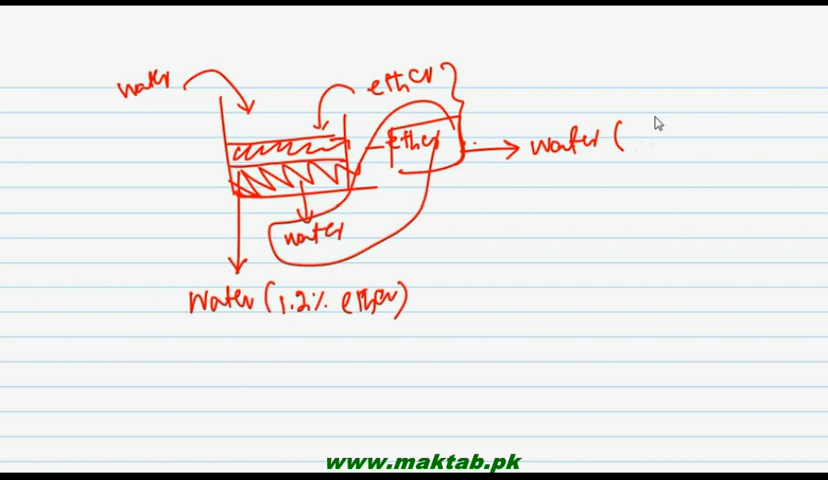 water
ether
ether
water (
water
Water (1.2% ether)
www.maktab.pk